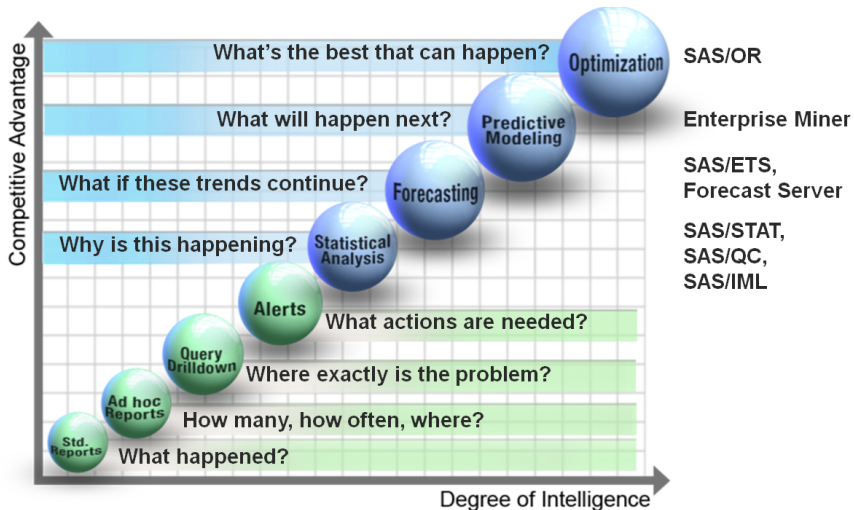 What's the best that can happen?
Optimization
SAS/OR
What will happen next?
Predictive
Modeling
Enterprise Miner
What if these trends continue?
Forecasting
SAS/ETS,
Forecast Server
Why is this happening?
Statistical
Analysis
SAS/STAT,
SAS/QC,
SAS/IML
Alerts
What actions are needed?
Query
Drilldown
Where exactly is the problem?
Ad hoc
Reports
How many, how often, where?
Std.
Reports
What happened?
Competitive Advantage
Degree of Intelligence